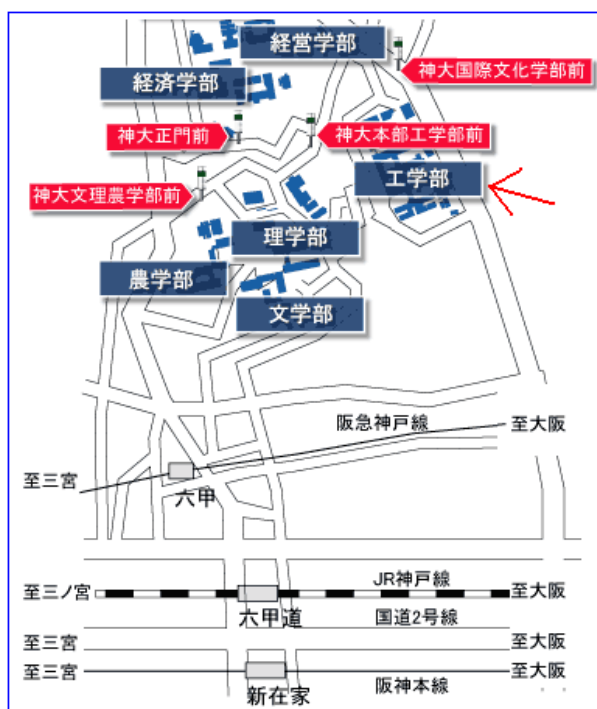 経営学部
神大国際文化学部前
経済学部
神大正門前
神大本部工学部前
工学部
神大文理農学部前
理学部
農学部
文学部
阪急神戸線
至大阪
至三宮
六甲
JR神戸線
至三ノ宮
至大阪
六甲道
国道2号線
至三宮
至大阪
至三宮
至大阪
阪神本線
新在家